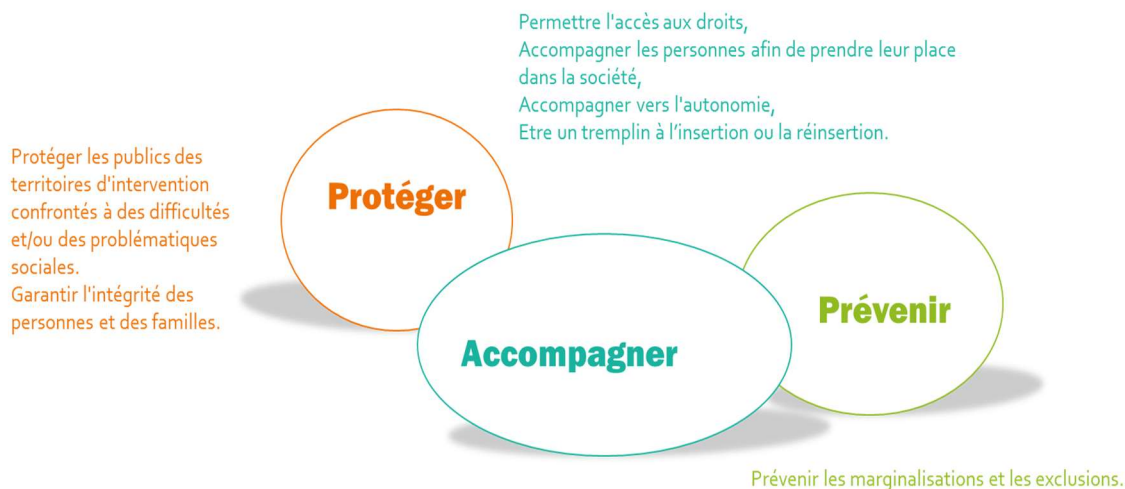 Permettre l'accès aux droits,
Accompagner les personnes afin de prendre leur place
dans la société,
Accompagner vers l'autonomie,
Etre un tremplin à l’insertion ou la réinsertion.
Protéger les publics des
territoires d'intervention
confrontés à des difficultés
et/ou des problématiques
sociales.
Garantir l'intégrité des
personnes et des familles.
Protéger
Accompagner
Prévenir
Prévenir les marginalisations et les exclusions.